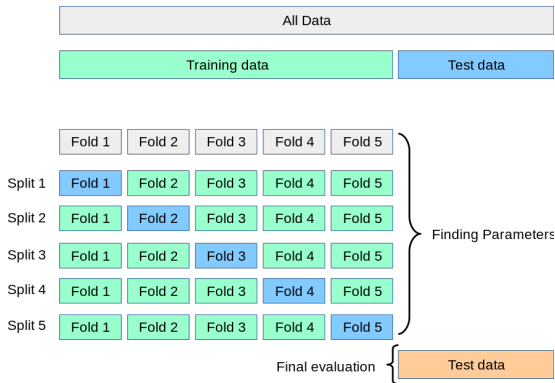 All Data
Training data Test data
Fold 1 Fold 2 Fold 3 Fold 4 Fold 5
Split 1 Fold 1 Fold 2 Fold 3 Fold 4 Fold 5
Split 2 Fold 1 Fold 2 Fold 3 Fold 4 Fold 5
Finding Parameters
Split 3 Fold 1 Fold 2 Fold 3 Fold 4 Fold 5
Split 4 Fold 1 Fold 2 Fold 3 Fold 4 Fold 5
Split 5 Fold 1 Fold 2 Fold 3 Fold 4 Fold 5
Final evaluation Test data